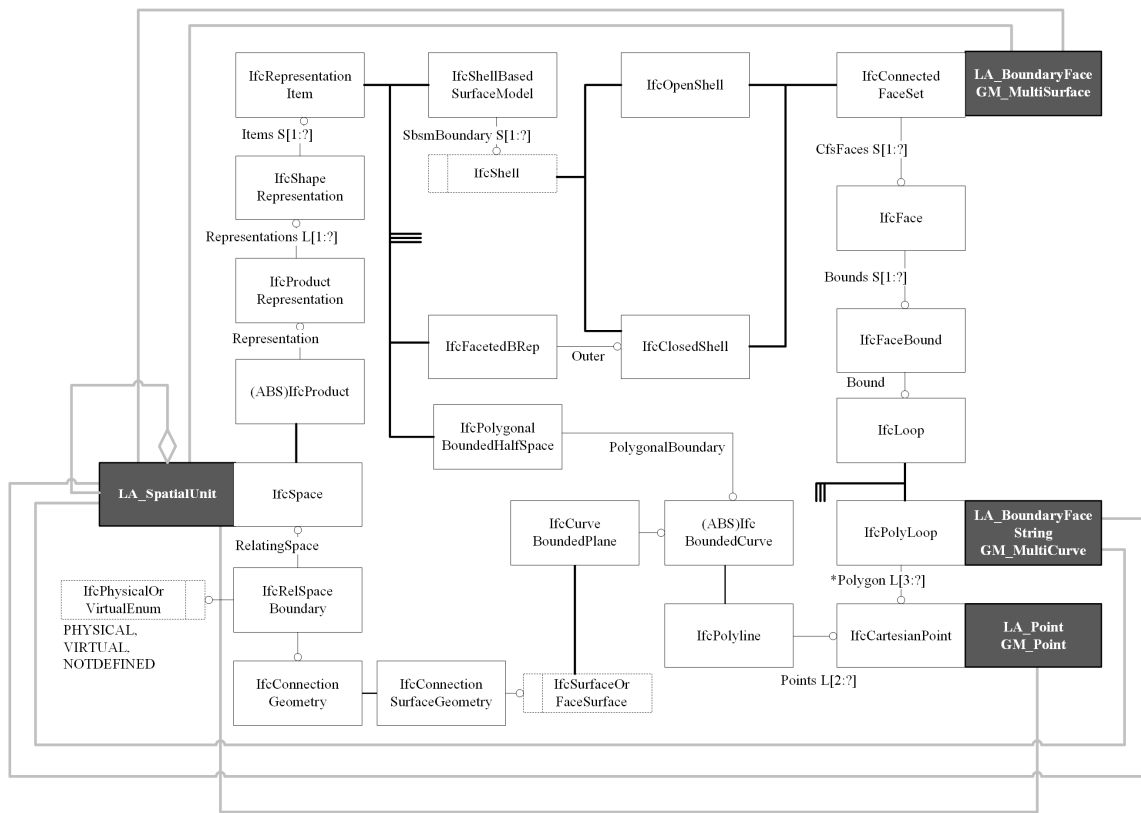 IfcRepresentation
Item
IfcShellBased
SurfaceModel
IfcOpenShell
IfcConnected
FaceSet
LA_BoundaryFace
GM_MultiSurface
Items S[1:?]
SbsmBoundary S[1:?]
CfsFaces S[1:?]
IfcShape
Representation
IfcShell
IfcFace
Representations L[1:?]
Bounds S[1:?]
IfcProduct
Representation
Representation
IfcFacetedBRep
Outer
IfcClosedShell
IfcFaceBound
Bound
(ABS)IfcProduct
IfcPolygonal
BoundedHalfSpace
PolygonalBoundary
IfcLoop
LA_SpatialUnit
IfcSpace
RelatingSpace
IfcCurve
BoundedPlane
(ABS)Ifc
BoundedCurve
IfcPolyLoop
LA_BoundaryFace
String
GM_MultiCurve
*Polygon L[3:?]
IfcPhysicalOr
VirtualEnum
PHYSICAL,
VIRTUAL,
NOTDEFINED
IfcRelSpace
Boundary
IfcPolyline
IfcCartesianPoint
LA_Point
GM_Point
Points L[2:?]
IfcConnection
Geometry
IfcConnection
SurfaceGeometry
IfcSurfaceOr
FaceSurface